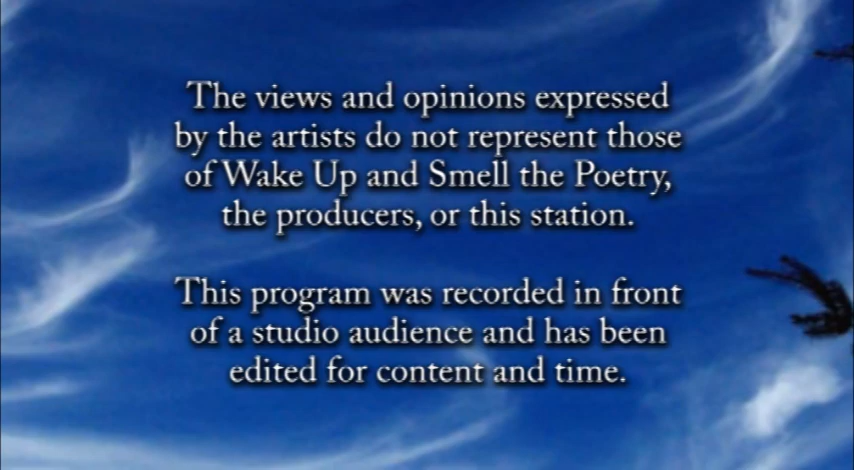 The views and opinions expressed
by the artists do not represent those
of Wake Up and Smell the Poetry,
the producers, or this station.
This program was recorded in front
of a studio audience and has been
edited for content and time.